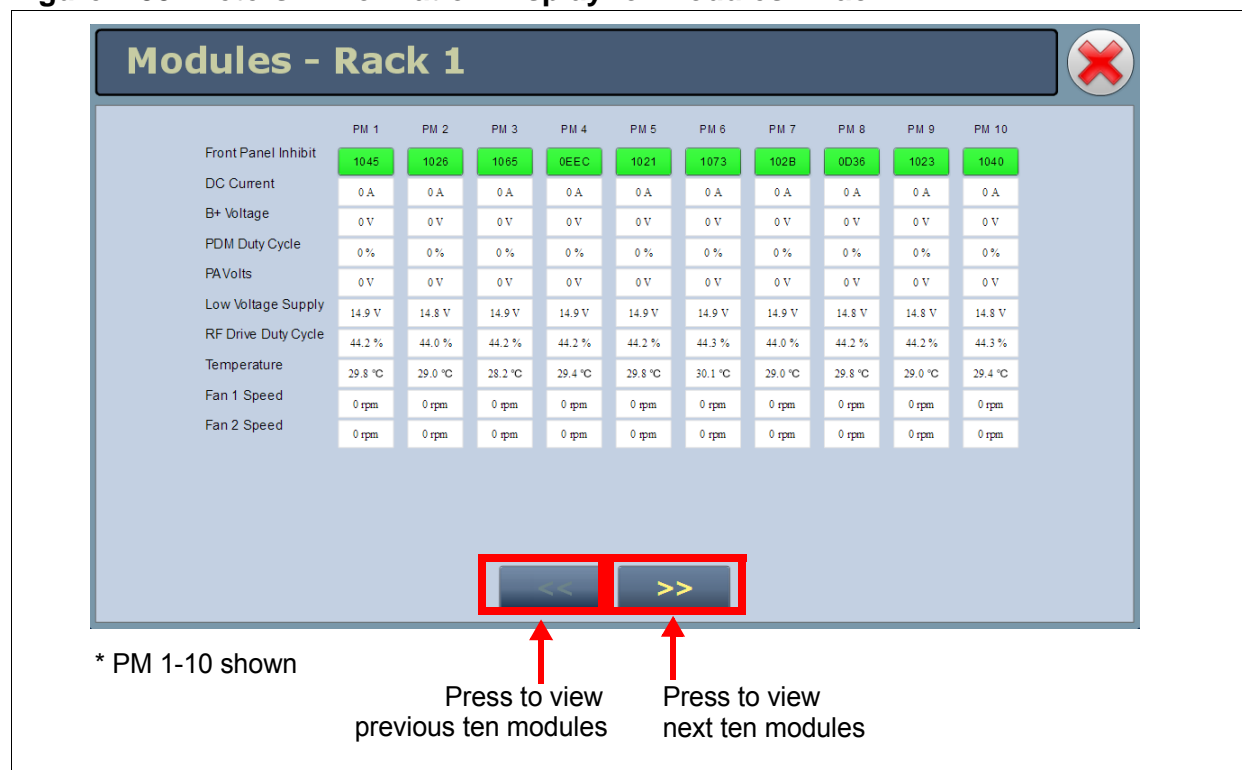 Modules - Rack 1
PM 1 PM 2 PM 3 PM 4 PM 5 PM 6 PM 7 PM 8 PM 9 PM 10
Front Panel Inhibit 1045 1026 1065 0EEC 1021 1073 102B 0D36 1023 1040
DC Current 0 A 0 A 0 A 0 A 0 A 0 A 0 A 0 A 0 A 0 A
B+ Voltage 0 V 0 V 0 V 0 V 0 V 0 V 0 V 0 V 0 V 0 V
PDM Duty Cycle 0 % 0 % 0 % 0 % 0 % 0 % 0 % 0 % 0 % 0 %
PA Volts 0 V 0 V 0 V 0 V 0 V 0 V 0 V 0 V 0 V 0 V
Low Voltage Supply 14.9 V 14.8 V 14.9 V 14.9 V 14.9 V 14.9 V 14.9 V 14.8 V 14.8 V 14.8 V
RF Drive Duty Cycle 44.2 % 44.0 % 44.2 % 44.2 % 44.2 % 44.3 % 44.0 % 44.2 % 44.2 % 44.3 %
Temperature 29.8 °C 29.0 °C 28.2 °C 29.4 °C 29.8 °C 30.1 °C 29.0 °C 29.8 °C 29.0 °C 29.4 °C
Fan 1 Speed 0 rpm 0 rpm 0 rpm 0 rpm 0 rpm 0 rpm 0 rpm 0 rpm 0 rpm 0 rpm
Fan 2 Speed 0 rpm 0 rpm 0 rpm 0 rpm 0 rpm 0 rpm 0 rpm 0 rpm 0 rpm 0 rpm
<< >>
* PM 1-10 shown
Press to view
previous ten modules
Press to view
next ten modules